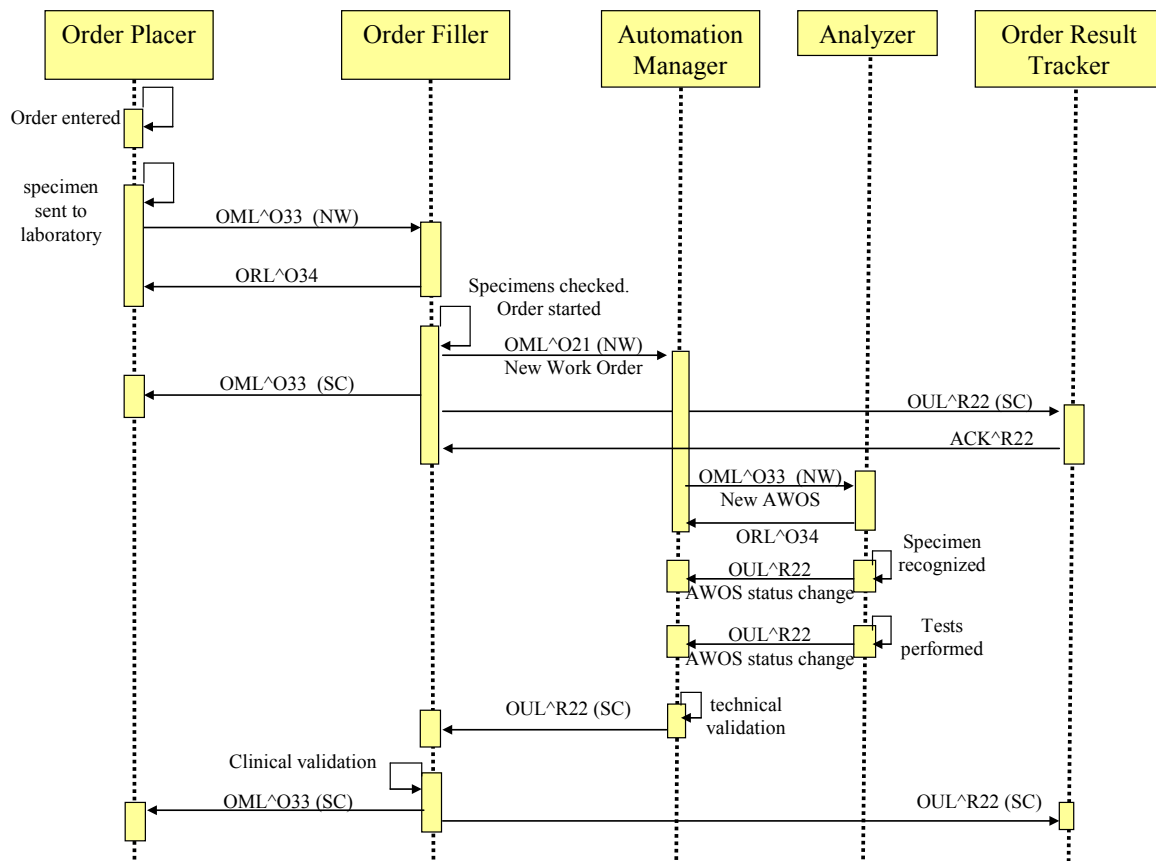 Order Placer
Order Filler
Automation
Manager
Analyzer
Order Result
Tracker
Order entered
specimen
sent to
laboratory
OML^O33 (NW)
ORL^O34
Specimens checked.
Order started
OML^O21 (NW)
New Work Order
OML^O33 (SC)
OUL^R22 (SC)
ACK^R22
OML^O33 (NW)
New AWOS
ORL^O34
Specimen
recognized
OUL^R22
AWOS status change
Tests
performed
OUL^R22
AWOS status change
technical
validation
OUL^R22 (SC)
Clinical validation
OML^O33 (SC)
OUL^R22 (SC)